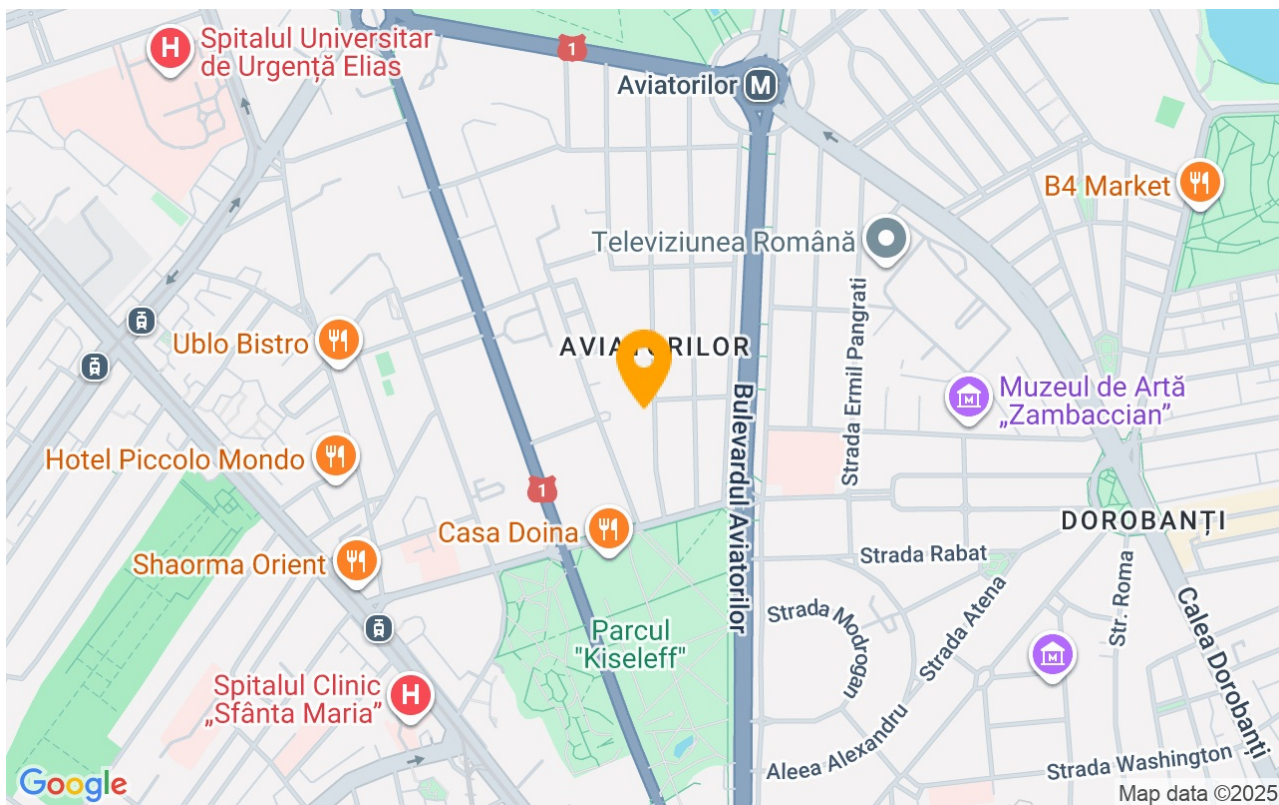 Spitalul Universitar
de Urgență Elias
H
1
Aviatorilor
M
B4 Market
Televiziunea Română
Strada Ermil Pangrati
Ublo Bistro
AVIATORILOR
Muzeul de Artă
„Zambaccian”
M
Bulevardul Aviatorilor
Hotel Piccolo Mondo
1
Casa Doina
DOROBANȚI
Shaorma Orient
Strada Rabat
Strada Atena
Str. Roma
Calea Dorobanți
Strada Modrogan
Parcul
"Kiseleff"
M
Spitalul Clinic
„Sfânta Maria”
H
Aleea Alexandru
Strada Washington
Google
Map data ©2025